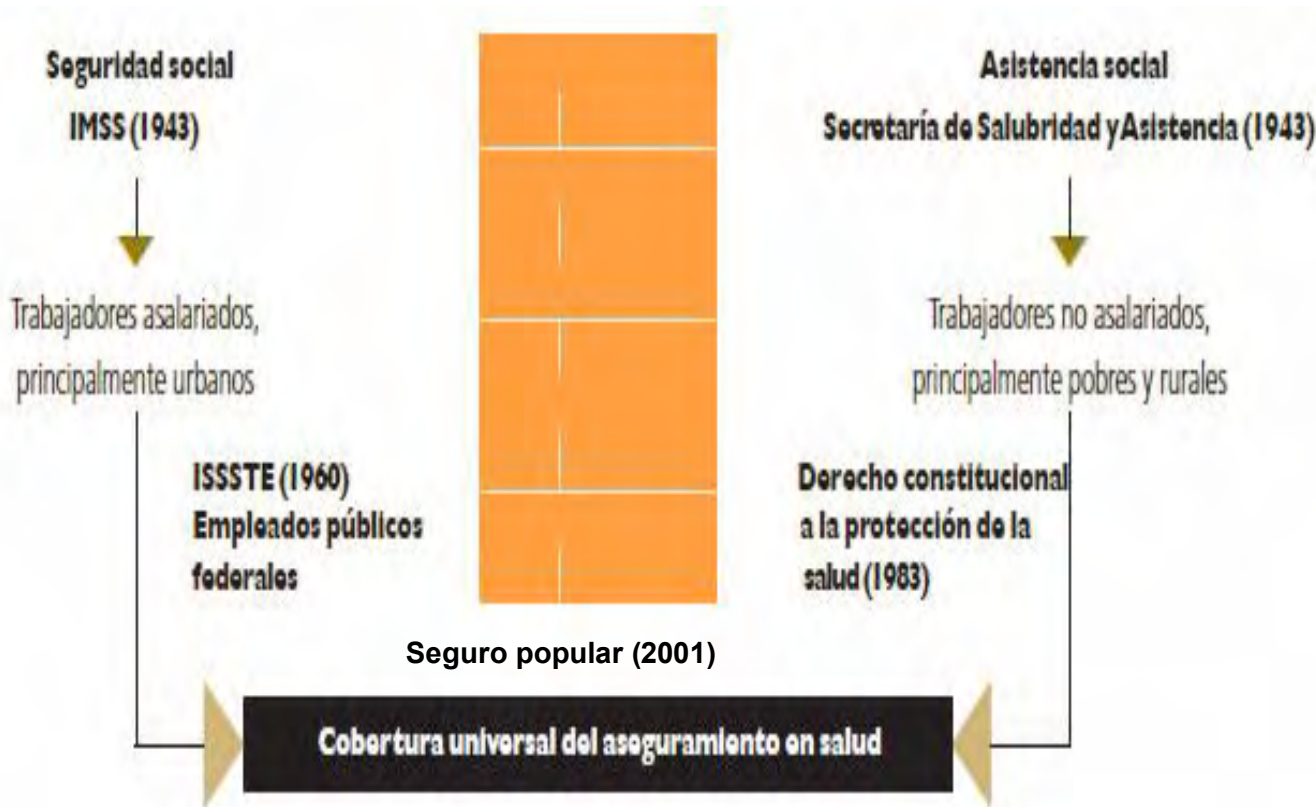 Seguridad social
IMSS (1943)
Trabajadores asalariados,
principalmente urbanos
ISSSTE (1960)
Empleados públicos
federales
Asistencia social
Secretaría de Salubridad y Asistencia (1943)
Trabajadores no asalariados,
principalmente pobres y rurales
Derecho constitucional
a la protección de la
salud (1983)
Seguro popular (2001)
Cobertura universal del aseguramiento en salud